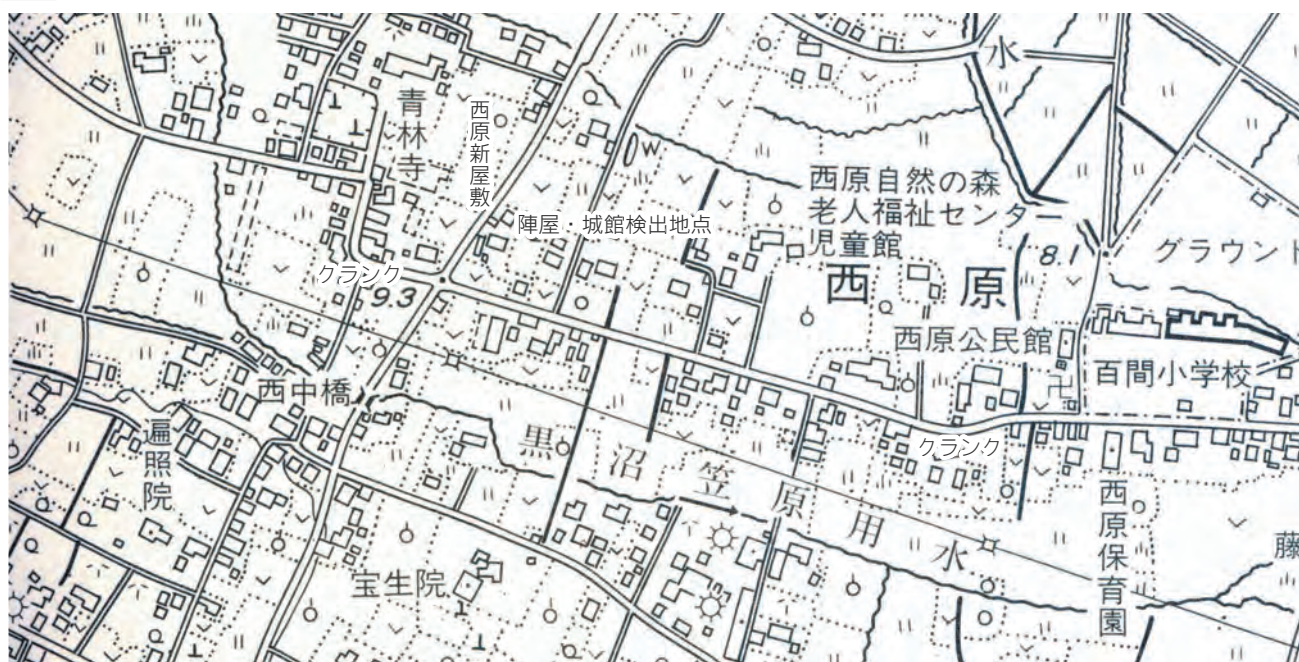 水
青林寺
西原新屋敷
W
西原自然の森
老人福祉センター
児童館
陣屋・城館検出地点
8.1
グラウンド
クランク
9.3
西原
西原公民館
百間小学校
西中橋
クランク
遍照院
黒沼笠原用水
西原保育園
藤
宝生院